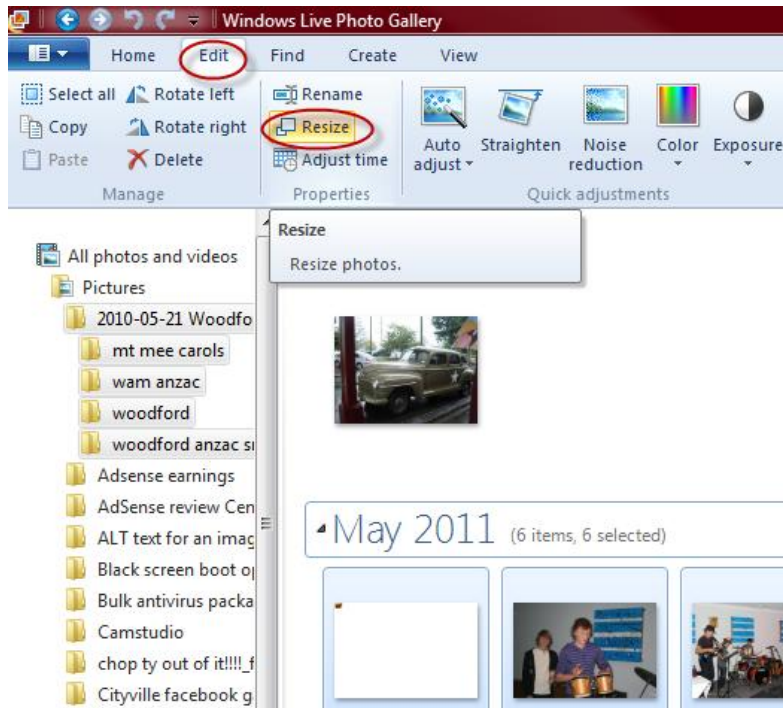 Windows Live Photo Gallery
Home Edit Find Create View
Select all Rotate left Rename
Copy Rotate right Resize
Paste Delete Adjust time
Auto adjust Straighten Noise reduction Color Exposure
Manage Properties Quick adjustments
Resize
Resize photos.
All photos and videos
Pictures
2010-05-21 Woodfo
mt mee carols
wam anzac
woodford
woodford anzac
Adsense earnings
AdSense review Cen
ALT text for an imag
Black screen boot
Bulk antivirus packa
Camstudio
chop ty out of it!!!!_f
Cityville facebook g
May 2011 (6 items, 6 selected)